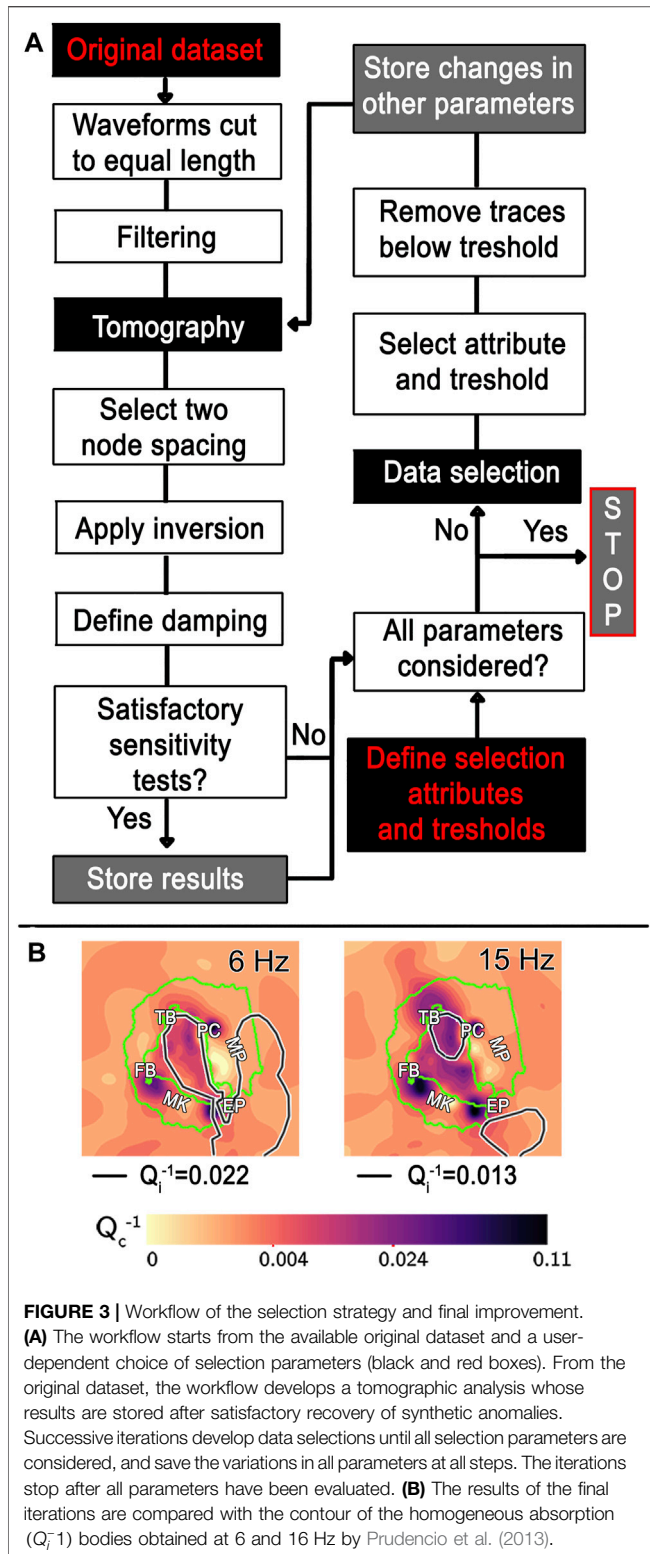 A
Original dataset
Waveforms cut
to equal length
Filtering
Tomography
Select two
node spacing
Apply inversion
Define damping
Satisfactory
sensitivity
tests?
No
Yes
Store results
Store changes in
other parameters
Remove traces
below treshold
Select attribute
and treshold
Data selection
No
Yes
STOP
All parameters
considered?
Define selection
attributes
and tresholds
B
6 Hz
TB
PC
MP
FB
MK
EP
Qi-1=0.022
15 Hz
TB
PC
MP
FB
MK
EP
Qi-1=0.013
Qc-1
0 0.004 0.024 0.11
FIGURE 3 | Workflow of the selection strategy and final improvement.
(A) The workflow starts from the available original dataset and a user-
dependent choice of selection parameters (black and red boxes). From the
original dataset, the workflow develops a tomographic analysis whose
results are stored after satisfactory recovery of synthetic anomalies.
Successive iterations develop data selections until all selection parameters are
considered, and save the variations in all parameters at all steps. The iterations
stop after all parameters have been evaluated. (B) The results of the final
iterations are compared with the contour of the homogeneous absorption
(Qi-1) bodies obtained at 6 and 16 Hz by Prudencio et al. (2013).